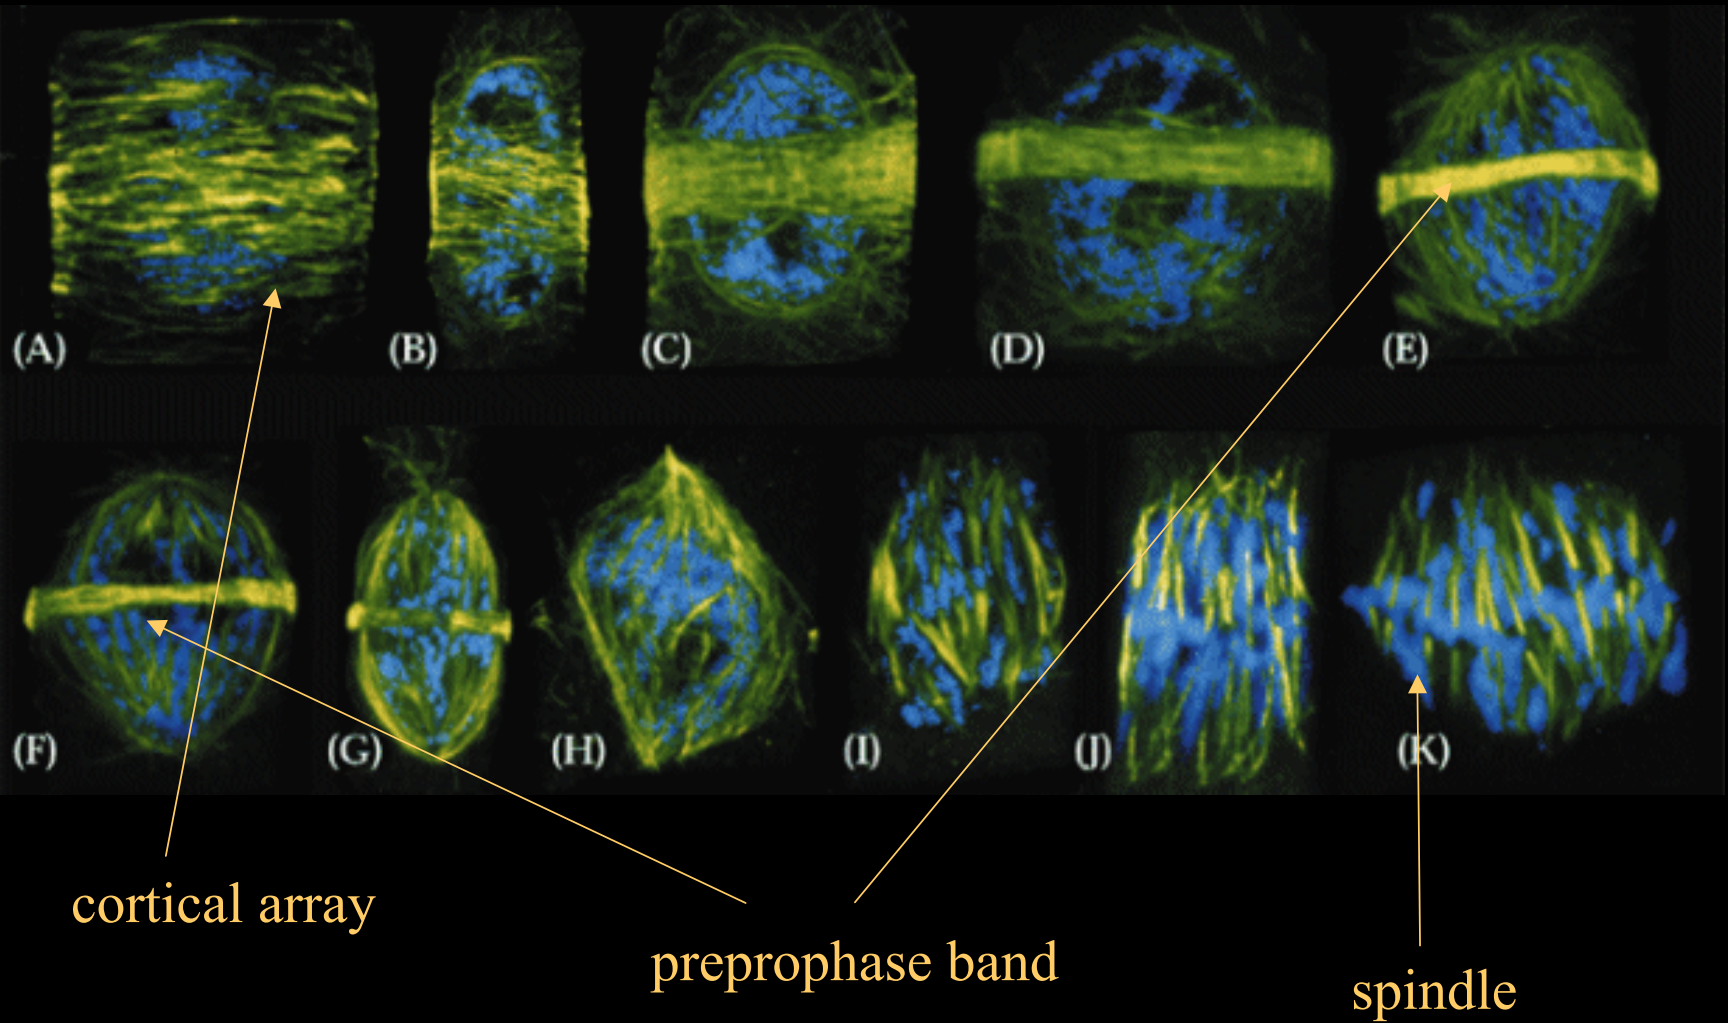 (A)
(B)
(C)
(D)
(E)
(F)
(G)
(H)
(I)
(J)
(K)
cortical array
preprophase band
spindle